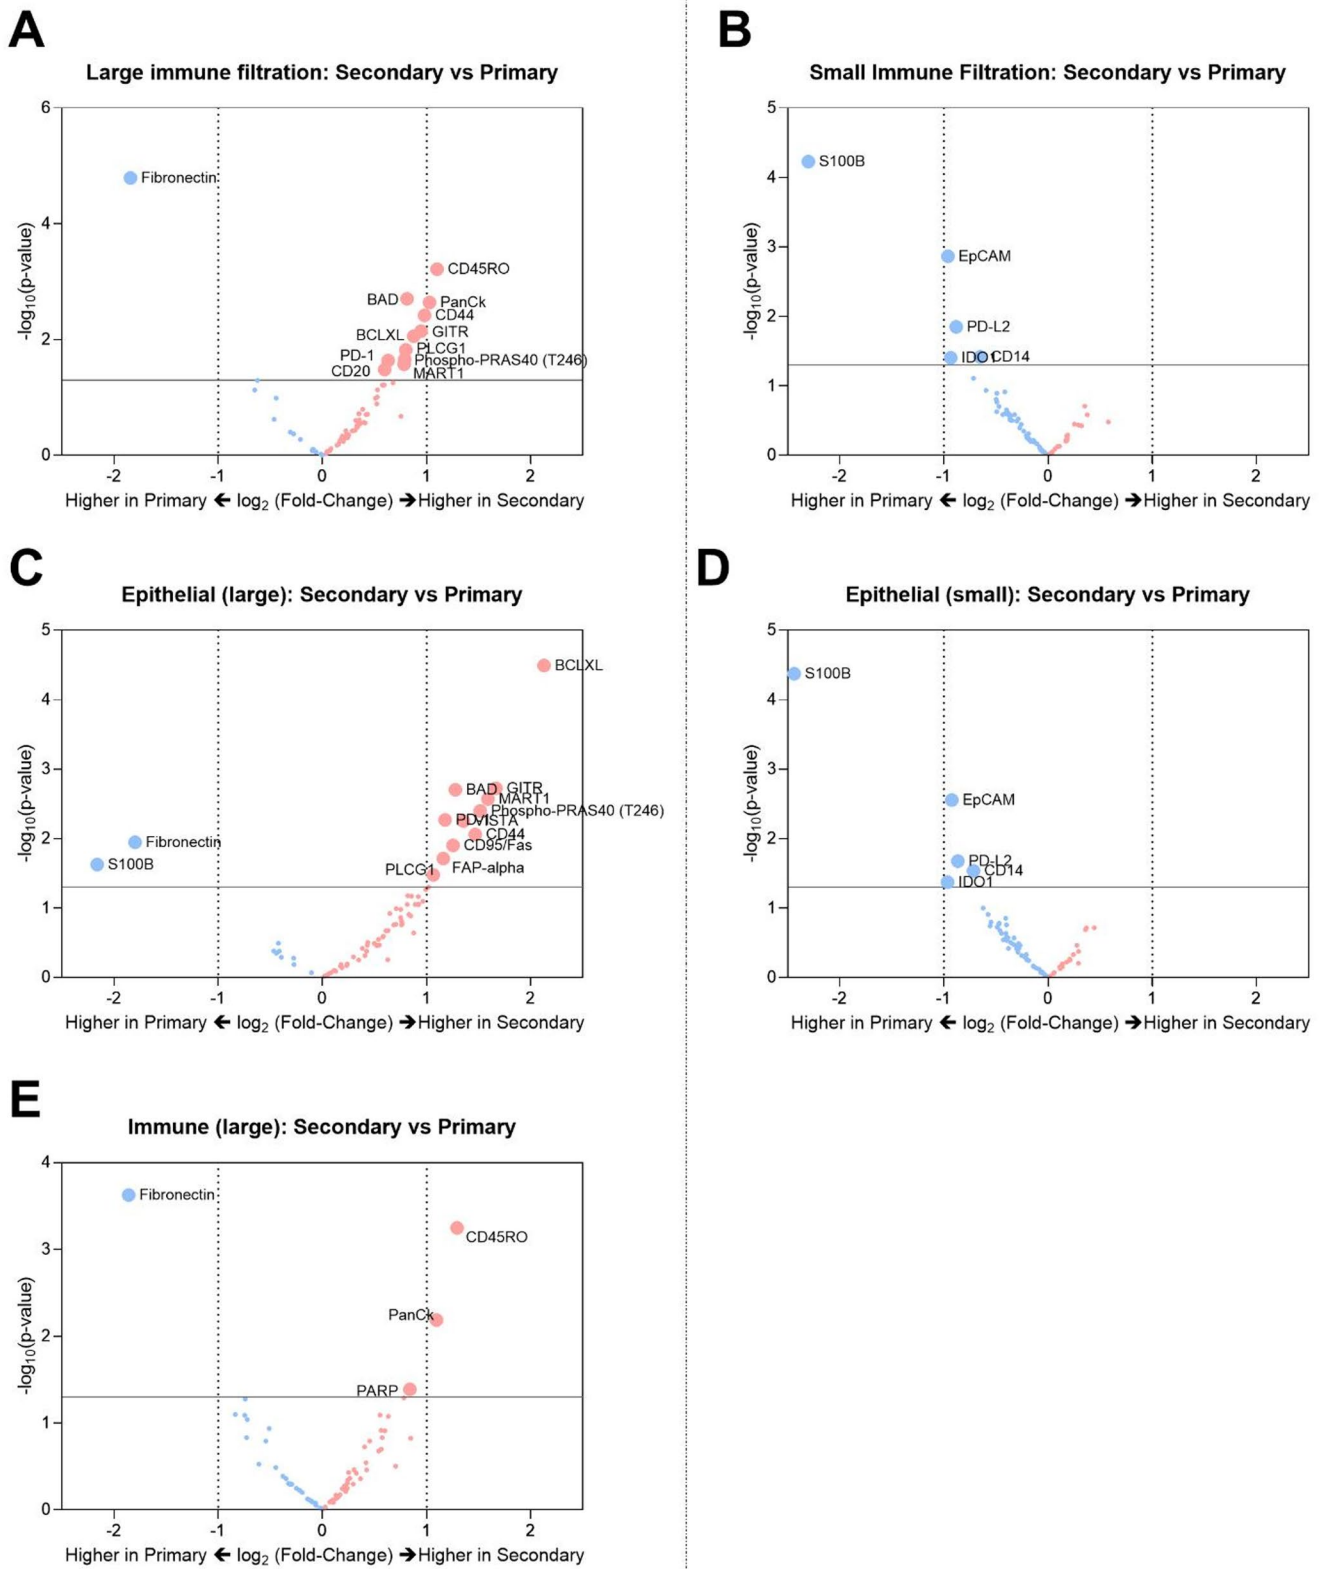 A
Large immune filtration: Secondary vs Primary
6
4
2
0
-log10(p-value)
Fibronectin
CD45RO
BAD
PanCk
CD44
GITR
BCLXL
PLCG1
PD-1
Phospho-PRAS40 (T246)
CD20
MART1
-2 -1 0 1 2
Higher in Primary ← log2 (Fold-Change) → Higher in Secondary
B
Small Immune Filtration: Secondary vs Primary
5
4
3
2
1
0
-log10(p-value)
S100B
EpCAM
PD-L2
IDO1
CD14
-2 -1 0 1 2
Higher in Primary ← log2 (Fold-Change) → Higher in Secondary
C
Epithelial (large): Secondary vs Primary
5
4
3
2
1
0
-log10(p-value)
BCLXL
BAD
GITR
MART1
Phospho-PRAS40 (T246)
PD-1
VISTA
CD44
CD95/Fas
Fibronectin
S100B
PLCG1
FAP-alpha
-2 -1 0 1 2
Higher in Primary ← log2 (Fold-Change) → Higher in Secondary
D
Epithelial (small): Secondary vs Primary
5
4
3
2
1
0
-log10(p-value)
S100B
EpCAM
PD-L2
CD14
IDO1
-2 -1 0 1 2
Higher in Primary ← log2 (Fold-Change) → Higher in Secondary
E
Immune (large): Secondary vs Primary
4
3
2
1
0
-log10(p-value)
Fibronectin
CD45RO
PanCk
PARP
-2 -1 0 1 2
Higher in Primary ← log2 (Fold-Change) → Higher in Secondary